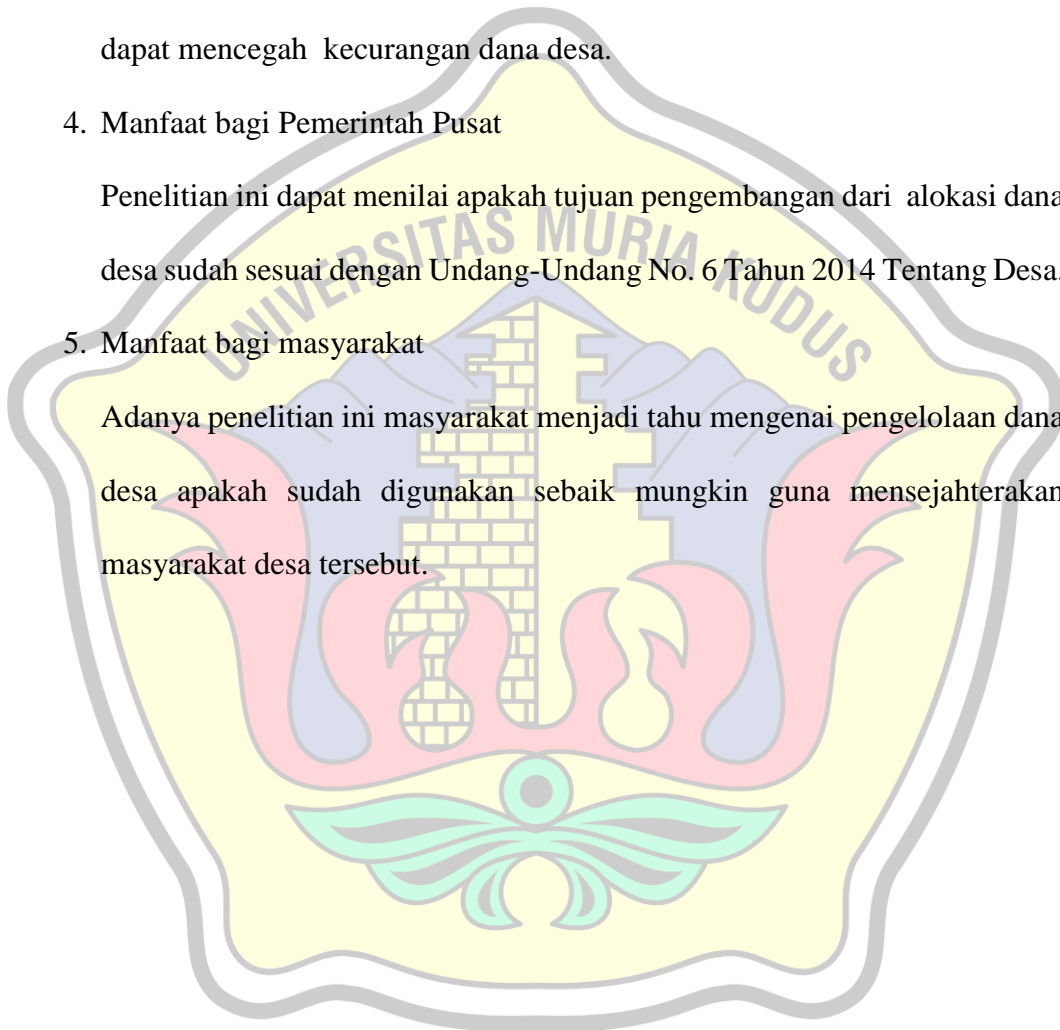 dapat mencegah kecurangan dana desa.
4. Manfaat bagi Pemerintah Pusat
Penelitian ini dapat menilai apakah tujuan pengembangan dari alokasi dana
desa sudah sesuai dengan Undang-Undang No. 6 Tahun 2014 Tentang Desa.
UNIVERSITAS MURIA KUDUS
5. Manfaat bagi masyarakat
Adanya penelitian ini masyarakat menjadi tahu mengenai pengelolaan dana
desa apakah sudah digunakan sebaik mungkin guna mensejahterakan
masyarakat desa tersebut.